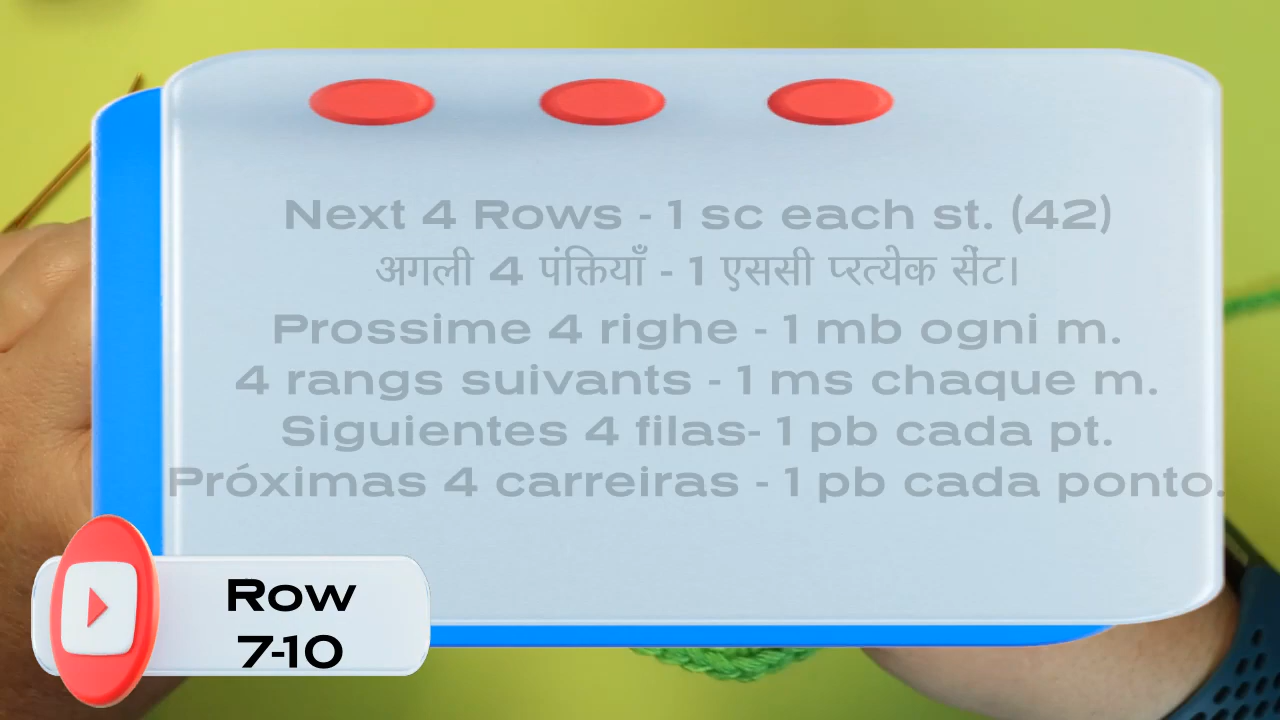 Next 4 Rows - 1 sc each st. (42)
अगली 4 पंक्तियाँ - 1 एससी प्रत्येक सेंट।
Prossime 4 righe - 1 mb ogni m.
4 rangs suivants - 1 ms chaque m.
Siguientes 4 filas- 1 pb cada pt.
Próximas 4 carreiras - 1 pb cada ponto.
Row
7-10